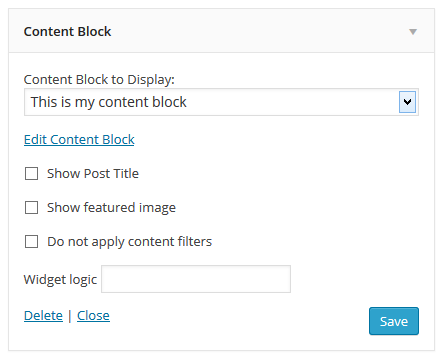 Content Block
Content Block to Display:
This is my content block
Edit Content Block
Show Post Title
Show featured image
Do not apply content filters
Widget logic
Delete | Close
Save